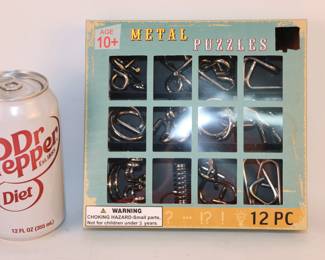 AGE
10+
METAL
PUZZLES
DR
Pepper
Diet
12 FL OZ (355 mL)
WARNING
CHOKING HAZARD-Small parts.
Not for children under 3 years.
? ... !? !
12 PC